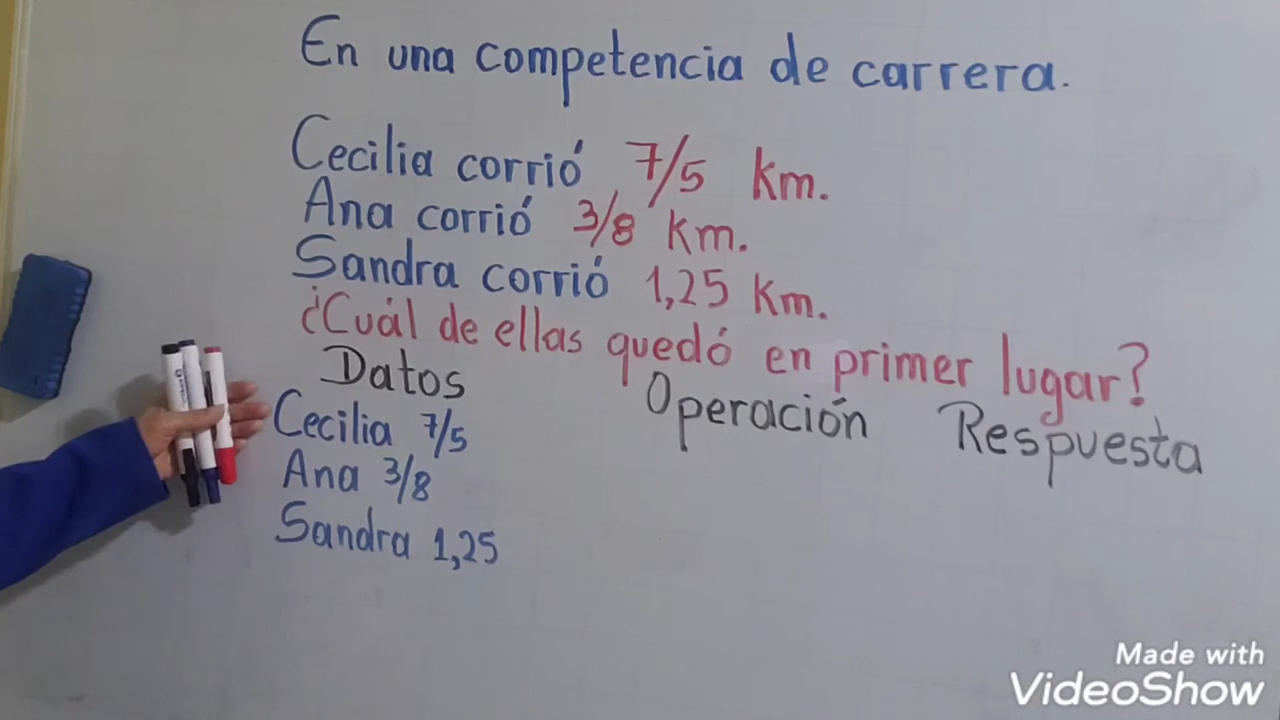 En una competencia de carrera.
Cecilia corrió 7/5 km.
Ana corrió 3/8 km.
Sandra corrió 1,25 km.
¿Cuál de ellas quedó en primer lugar?
Datos Operación Respuesta
Cecilia 7/5
Ana 3/8
Sandra 1,25
Made with
VideoShow